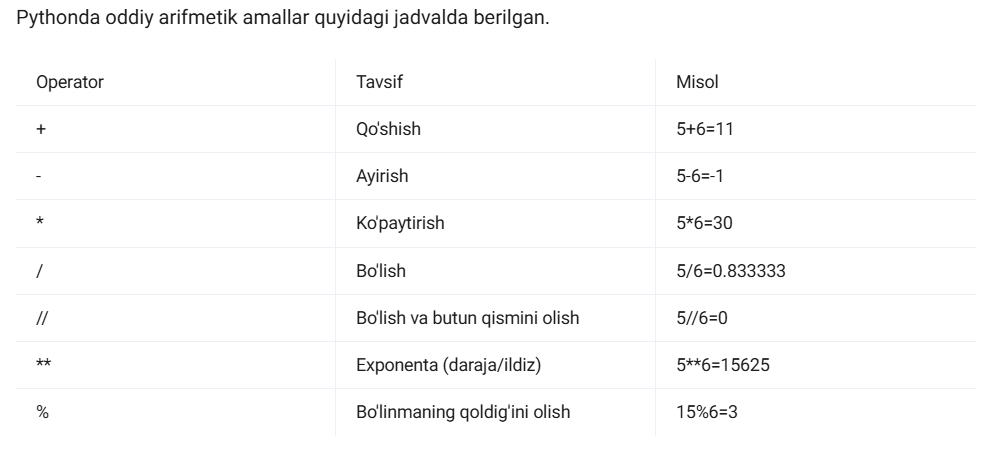 Pythonda oddiy arifmetik amallar quyidagi jadvalda berilgan.
Operator Tavsif Misol
+ Qo'shish 5+6=11
- Ayirish 5-6=-1
* Ko'paytirish 5*6=30
/ Bo'lish 5/6=0.833333
// Bo'lish va butun qismini olish 5//6=0
** Exponenta (daraja/ildiz) 5**6=15625
% Bo'linmaning qoldig'ini olish 15%6=3